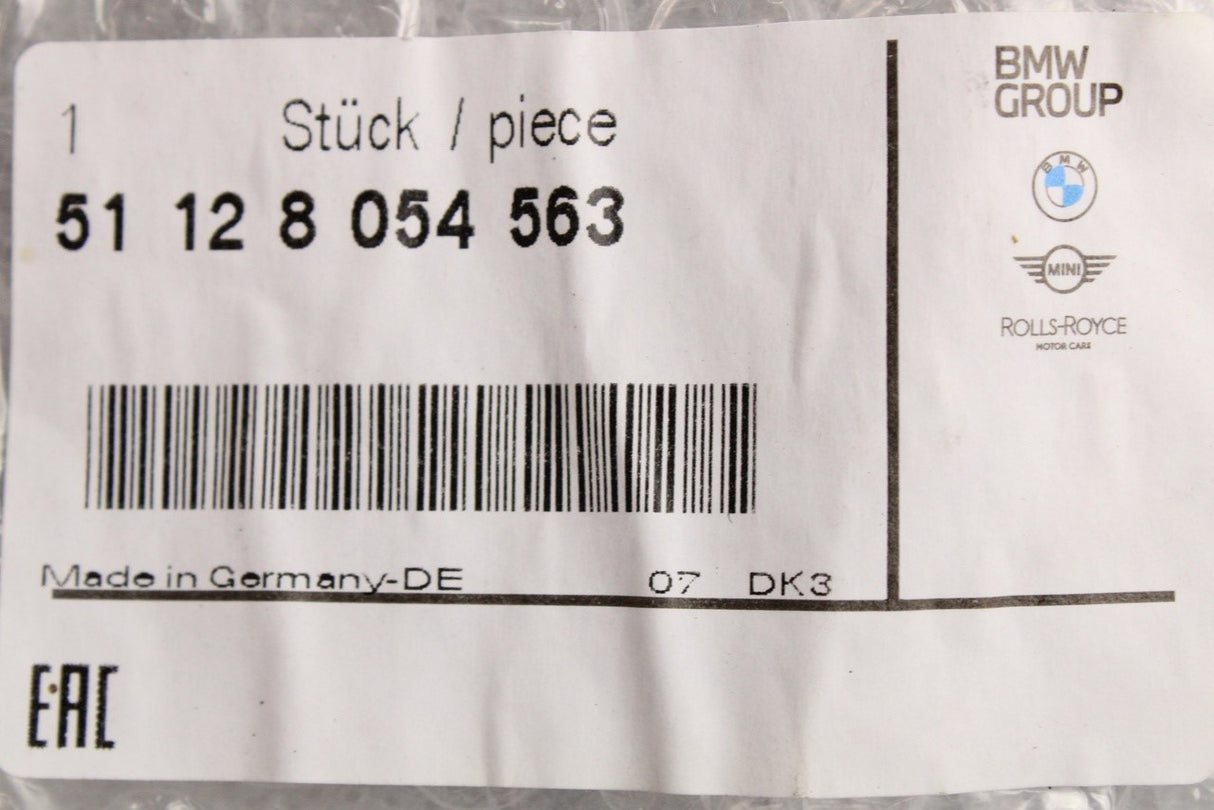 1 Stück / piece
51 12 8 054 563
Made in Germany-DE 07 DK3
EAC
BMW
GROUP
BMW
MINI
ROLLS-ROYCE
MOTOR CARS